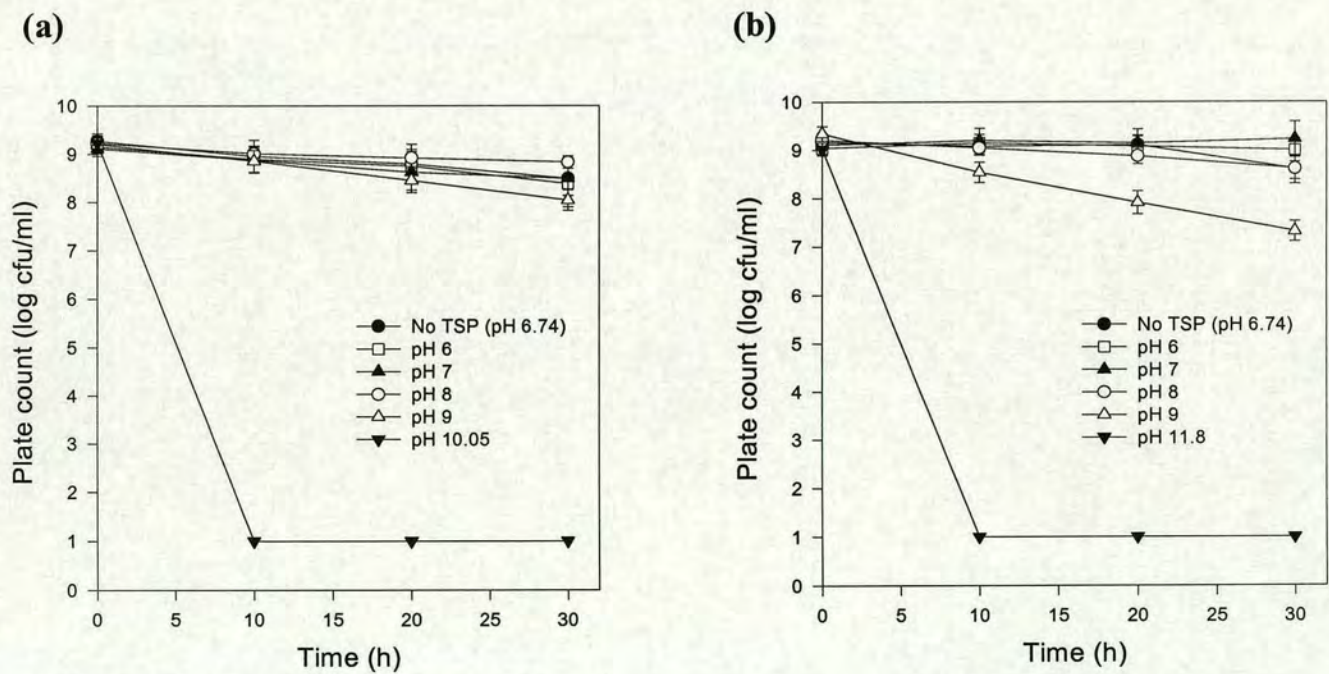 (a)
Plate count (log cfu/ml)
10
9
8
7
6
5
4
3
2
1
0
No TSP (pH 6.74)
pH 6
pH 7
pH 8
pH 9
pH 10.05
0 5 10 15 20 25 30
Time (h)
(b)
Plate count (log cfu/ml)
10
9
8
7
6
5
4
3
2
1
0
No TSP (pH 6.74)
pH 6
pH 7
pH 8
pH 9
pH 11.8
0 5 10 15 20 25 30
Time (h)